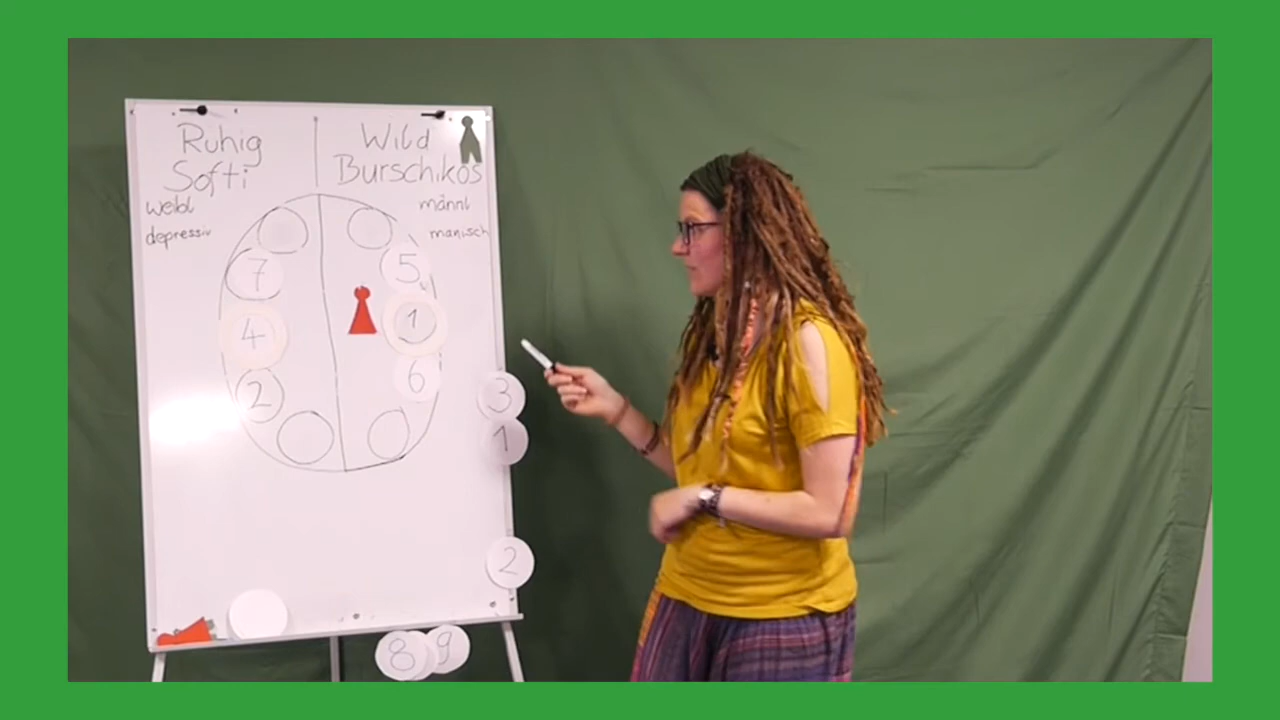 Ruhig
Softi
weibl
depressiv
Wild
Burschikos
männl
manisch
7
4
2
5
1
6
3
1
2
8
9